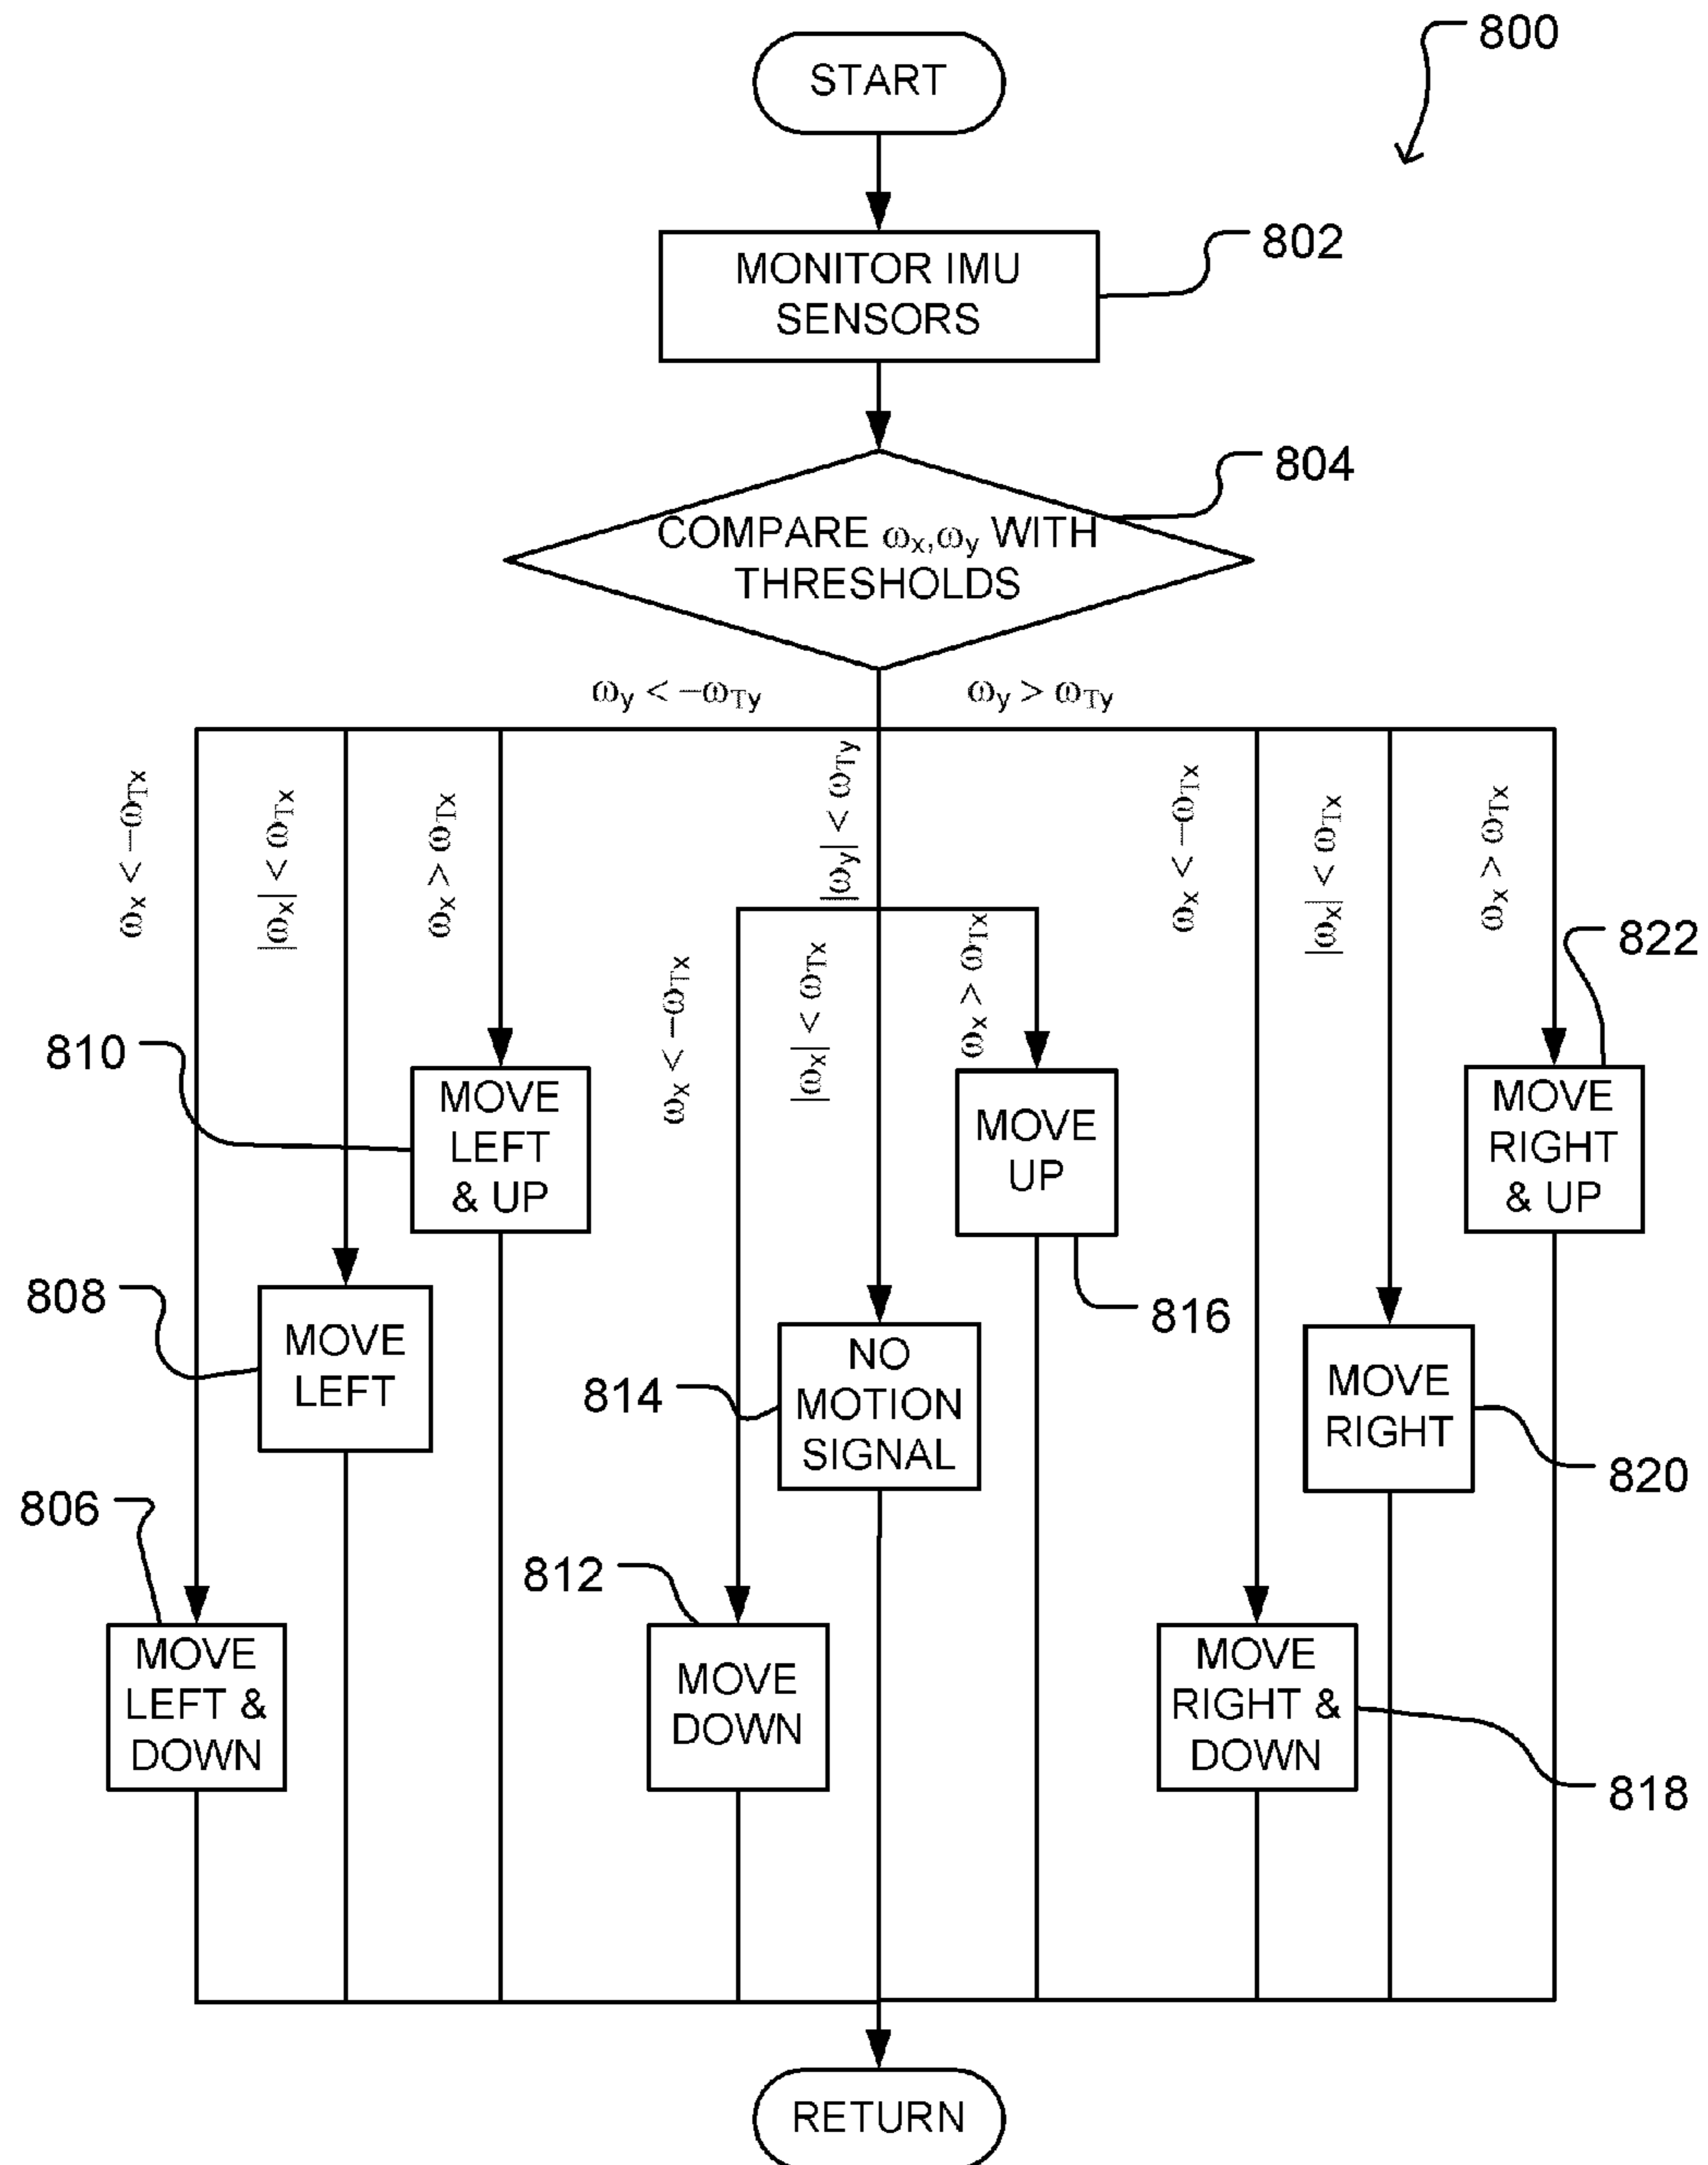 800
START
802
MONITOR IMU
SENSORS
804
COMPARE ωx,ωy WITH
THRESHOLDS
ωy < −ωTy
ωy > ωTy
ωx < −ωTx
|ωx| < ωTx
ωx > ωTx
|ωy| < ωTy
ωx < −ωTx
|ωx| < ωTx
ωx > ωTx
ωx < −ωTx
|ωx| < ωTx
ωx > ωTx
822
810
MOVE
LEFT
& UP
MOVE
UP
MOVE
RIGHT
& UP
808
MOVE
LEFT
816
814
NO
MOTION
SIGNAL
MOVE
RIGHT
820
806
812
MOVE
LEFT &
DOWN
MOVE
DOWN
MOVE
RIGHT &
DOWN
818
RETURN